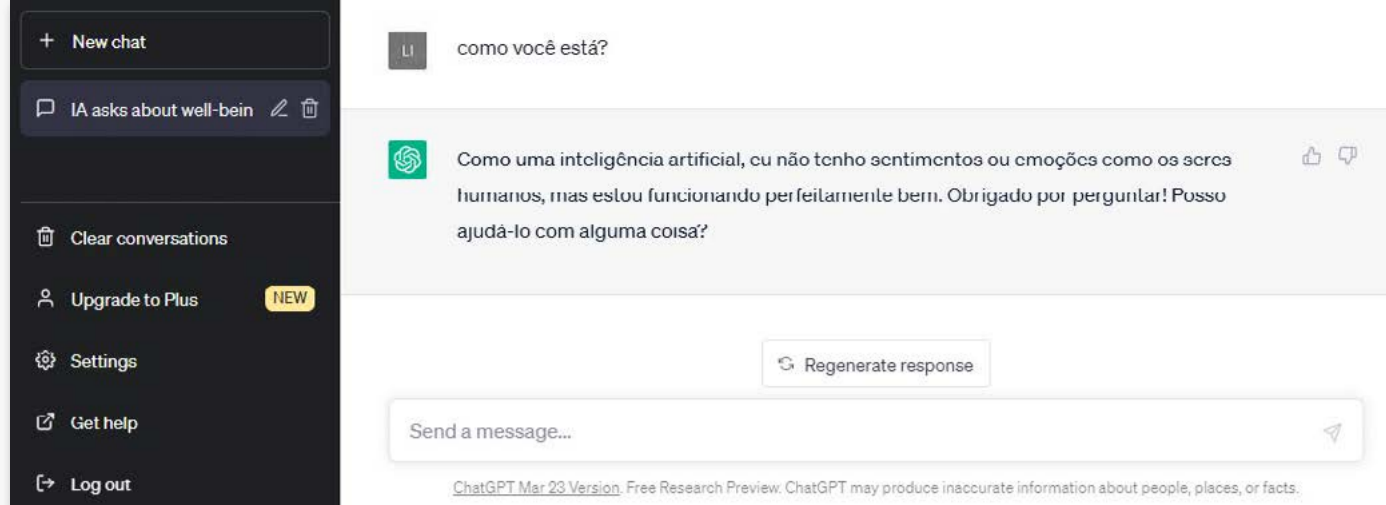 New chat
IA asks about well-bein
Clear conversations
Upgrade to Plus
NEW
Settings
Get help
Log out
LI
como você está?
Como uma inteligência artificial, eu não tenho sentimentos ou emoções como os seres
humanos, mas estou funcionando perfeitamente bem. Obrigado por perguntar! Posso
ajudá-lo com alguma coisa?
Regenerate response
Send a message...
ChatGPT Mar 23 Version. Free Research Preview. ChatGPT may produce inaccurate information about people, places, or facts.